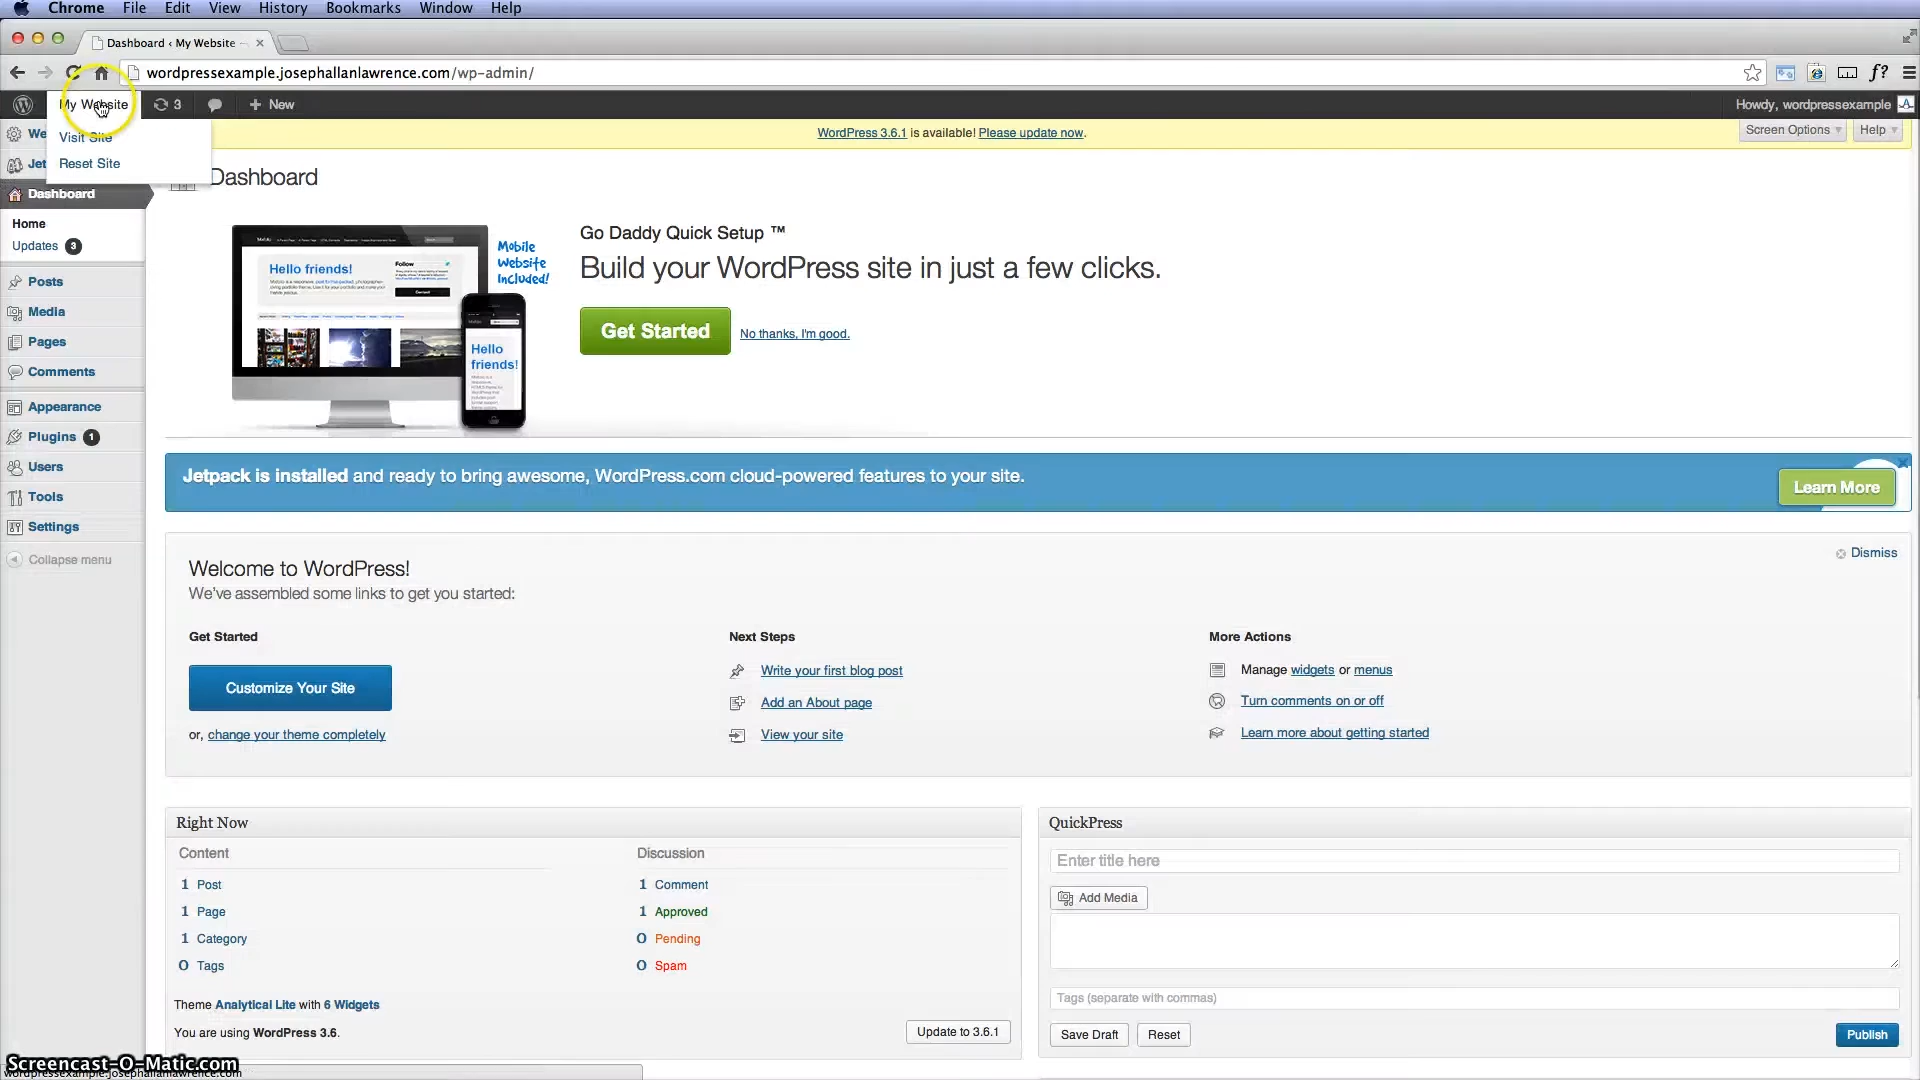 Chrome File Edit View History Bookmarks Window Help
Dashboard ‹ My Website
wordpressexample.josephallanlawrence.com/wp-admin/
My Website 3 New Howdy, wordpressexample
Visit Site
Reset Site
WordPress 3.6.1 is available! Please update now.
Screen Options Help
We
Jet
Dashboard
Home
Updates 3
Posts
Media
Pages
Comments
Appearance
Plugins 1
Users
Tools
Settings
Collapse menu
Dashboard
Hello friends!
Follow
Hello
friends!
Mobile
Website
Included!
Go Daddy Quick Setup ™
Build your WordPress site in just a few clicks.
Get Started No thanks, I'm good.
Jetpack is installed and ready to bring awesome, WordPress.com cloud-powered features to your site.
Learn More
Dismiss
Welcome to WordPress!
We've assembled some links to get you started:
Get Started
Customize Your Site
or, change your theme completely
Next Steps
Write your first blog post
Add an About page
View your site
More Actions
Manage widgets or menus
Turn comments on or off
Learn more about getting started
Right Now
Content
1 Post
1 Page
1 Category
0 Tags
Discussion
1 Comment
1 Approved
0 Pending
0 Spam
Theme Analytical Lite with 6 Widgets
You are using WordPress 3.6.
Update to 3.6.1
QuickPress
Enter title here
Add Media
Tags (separate with commas)
Save Draft Reset Publish
Screencast-O-Matic.com
wordpressexample.josephallanlawrence.com